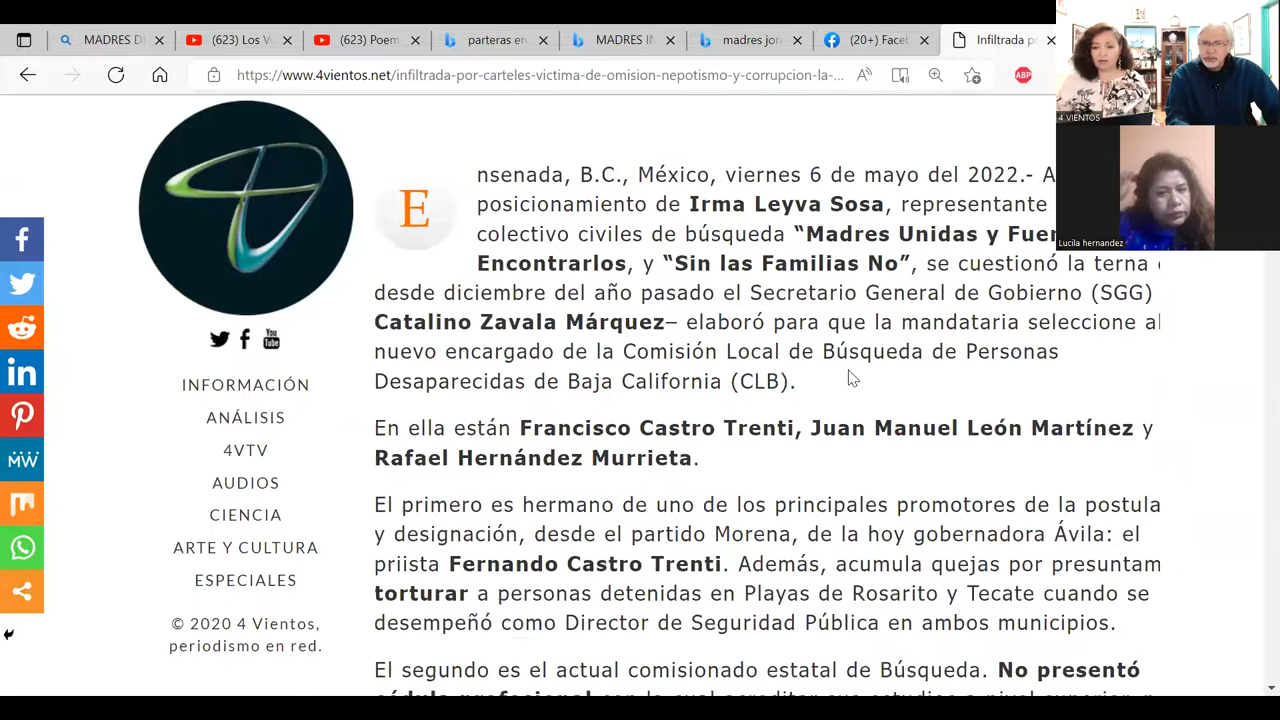 MADRES D
(623) Los V
(623) Poem
eras en
MADRES IN
madres jor
(20+) Faceb
Infiltrada p
https://www.4vientos.net/infiltrada-por-carteles-victima-de-omision-nepotismo-y-corrupcion-la-...
ABP
4 VIENTOS
Lucila hernandez
INFORMACIÓN
ANÁLISIS
4VTV
AUDIOS
CIENCIA
ARTE Y CULTURA
ESPECIALES
© 2020 4 Vientos,
periodismo en red.
You Tube
MW
Ensenada, B.C., México, viernes 6 de mayo del 2022.- A
posicionamiento de Irma Leyva Sosa, representante
colectivo civiles de búsqueda “Madres Unidas y Fuer
Encontrarlos, y “Sin las Familias No”, se cuestionó la terna
desde diciembre del año pasado el Secretario General de Gobierno (SGG)
Catalino Zavala Márquez– elaboró para que la mandataria seleccione al
nuevo encargado de la Comisión Local de Búsqueda de Personas
Desaparecidas de Baja California (CLB).
En ella están Francisco Castro Trenti, Juan Manuel León Martínez y
Rafael Hernández Murrieta.
El primero es hermano de uno de los principales promotores de la postula
y designación, desde el partido Morena, de la hoy gobernadora Ávila: el
priista Fernando Castro Trenti. Además, acumula quejas por presuntam
torturar a personas detenidas en Playas de Rosarito y Tecate cuando se
desempeñó como Director de Seguridad Pública en ambos municipios.
El segundo es el actual comisionado estatal de Búsqueda. No presentó